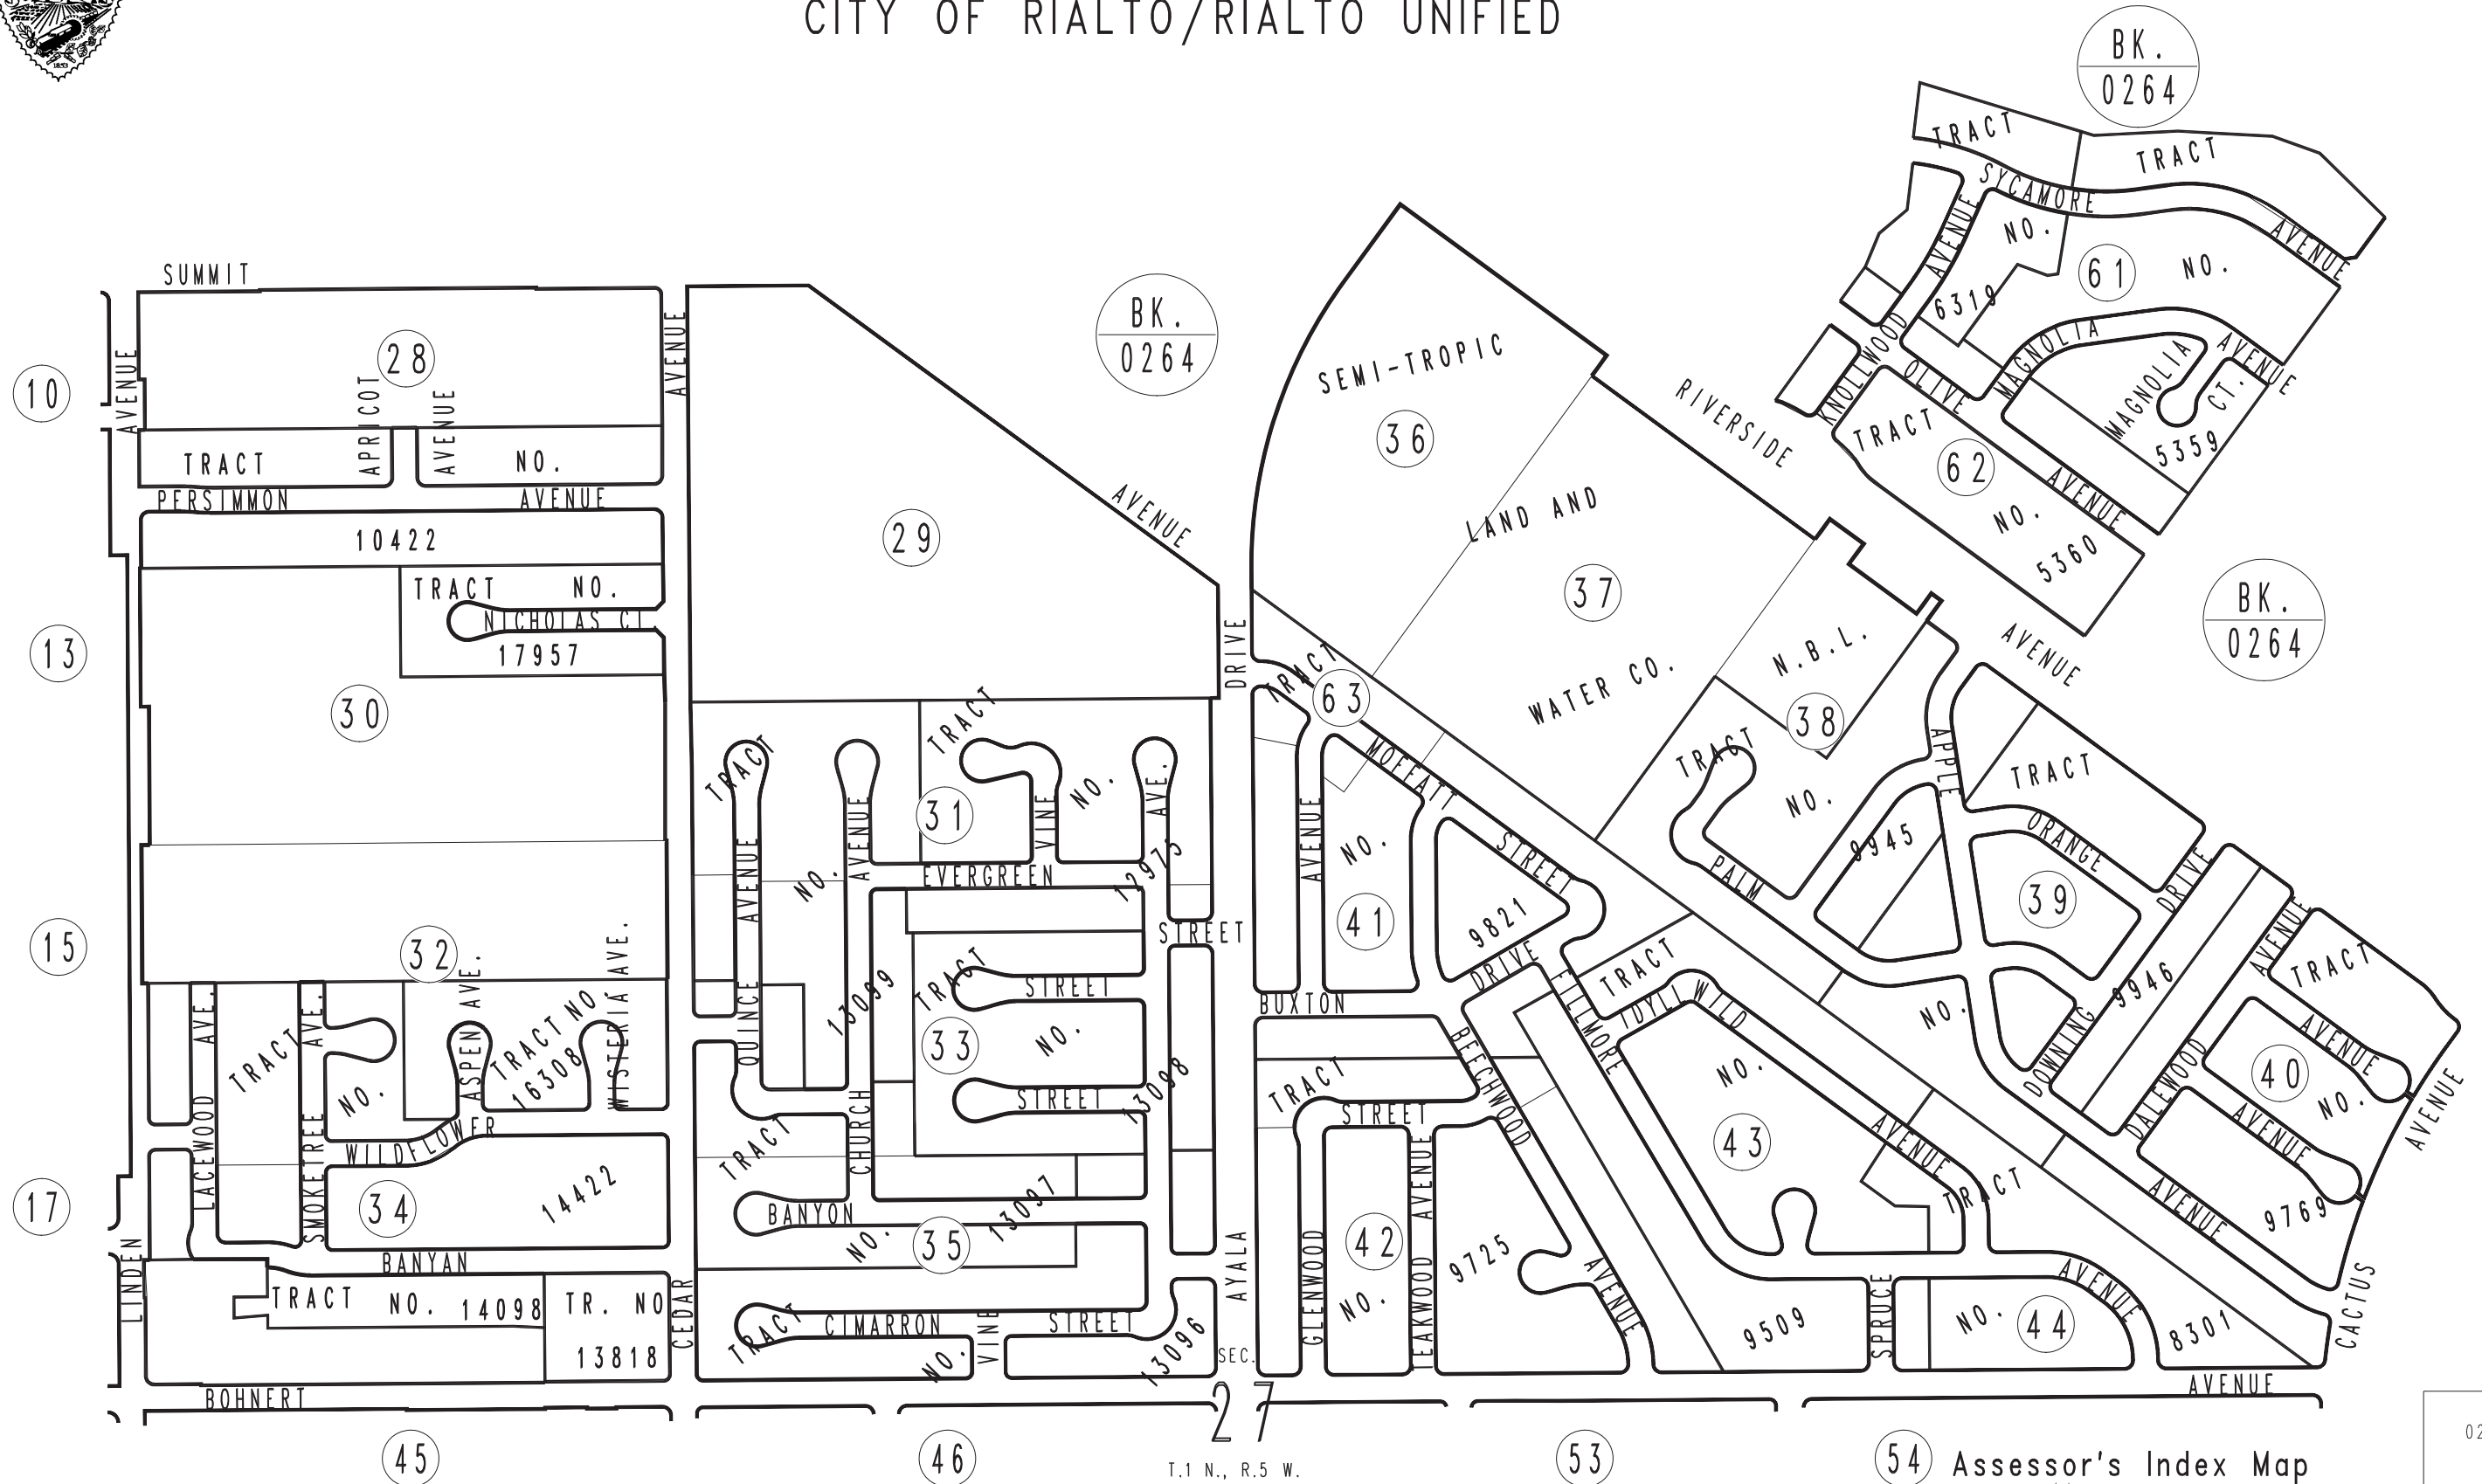 CITY OF RIALTO/RIALTO UNIFIED
1853
BK.
0264
TRACT
TRACT
SYCAMORE
AVENUE
NO.
NO.
61
AVENUE
6319
KNOLLWOOD
MAGNOLIA
AVENUE
OLIVE
AVENUE
MAGNOLIA
CT.
5359
TRACT
62
NO.
5360
SUMMIT
AVENUE
BK.
0264
10
AVENUE
28
AVENUE
APRICOT
AVENUE
TRACT
NO.
PERSIMMON
AVENUE
10422
TRACT
NO.
NICHOLAS CT.
17957
13
30
29
DRIVE
SEMI-TROPIC
36
LAND AND
37
WATER CO.
RIVERSIDE
AVENUE
BK.
0264
N.B.L.
38
TRACT
63
MOFFATT
STREET
TRACT
NO.
9945
APPLE
TRACT
ORANGE
39
DRIVE
PALM
AVENUE
TRACT
TRACT
31
NO.
NO.
VINE
AVE.
AVENUE
AVENUE
QUINCE
EVERGREEN
STREET
12975
13099
AVENUE
NO.
41
9821
DRIVE
BUXTON
15
32
WISTERIA AVE.
ASPEN AVE.
TRACT NO.
16308
LACEWOOD
AVE.
TRACT
AVE.
SMOKETREE
NO.
WILDFLOWER
34
14422
17
TRACT
STREET
33
NO.
STREET
13098
CHURCH
TRACT
BANYON
NO.
35
13097
TRACT
CIMARRON
STREET
VINE
NO.
13096
AYALA
TRACT
STREET
BEECHWOOD
AVENUE
GLENWOOD
42
NO.
TEAKWOOD
AVENUE
9725
FILLMORE
TRACT
IDYLLWILD
AVENUE
NO.
43
TRACT
AVENUE
9509
SPRUCE
NO.
44
8301
NO.
DOWNING
9946
DALEWOOD
AVENUE
TRACT
AVENUE
40
NO.
AVENUE
9769
CACTUS
AVENUE
LINDEN
BANYAN
TRACT
NO.
14098
TR. NO
13818
CEDAR
BOHNERT
AVENUE
SEC.
27
45
46
T.1 N., R.5 W.
53
54
Assessor's Index Map
02